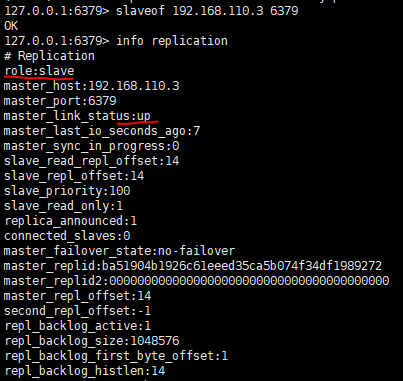 127.0.0.1:6379> slaveof 192.168.110.3 6379
OK
127.0.0.1:6379> info replication
# Replication
role:slave
master_host:192.168.110.3
master_port:6379
master_link_status:up
master_last_io_seconds_ago:7
master_sync_in_progress:0
slave_read_repl_offset:14
slave_repl_offset:14
slave_priority:100
slave_read_only:1
replica_announced:1
connected_slaves:0
master_failover_state:no-failover
master_replid:ba51904b1926c61eeed35ca5b074f34df1989272
master_replid2:0000000000000000000000000000000000000000
master_repl_offset:14
second_repl_offset:-1
repl_backlog_active:1
repl_backlog_size:1048576
repl_backlog_first_byte_offset:1
repl_backlog_histlen:14